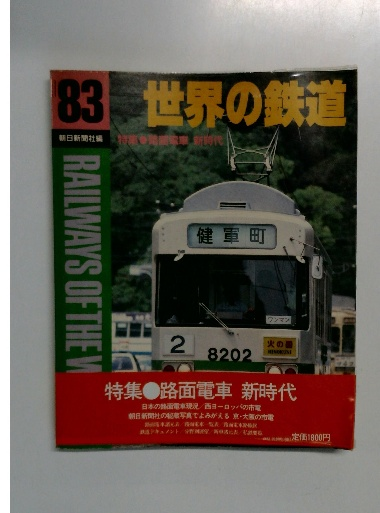 83
世界の鉄道
朝日新聞社編
特集●路面電車 新時代
RAILWAYS OF THE W
健軍町
ワンマン
2
8202
火の国
特集●路面電車 新時代
日本の路面電車現況／西ヨーロッパの市電
朝日新聞社の秘蔵写真でよみがえる 京・大阪の市電
定価1800円